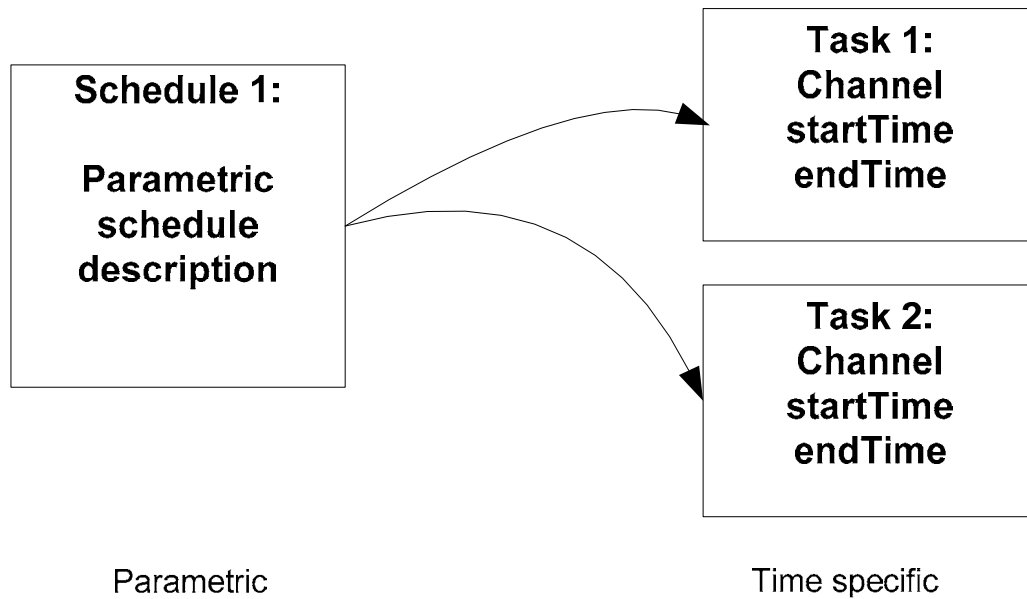 Schedule 1:
Parametric
schedule
description
Task 1:
Channel
startTime
endTime
Task 2:
Channel
startTime
endTime
Parametric
Time specific